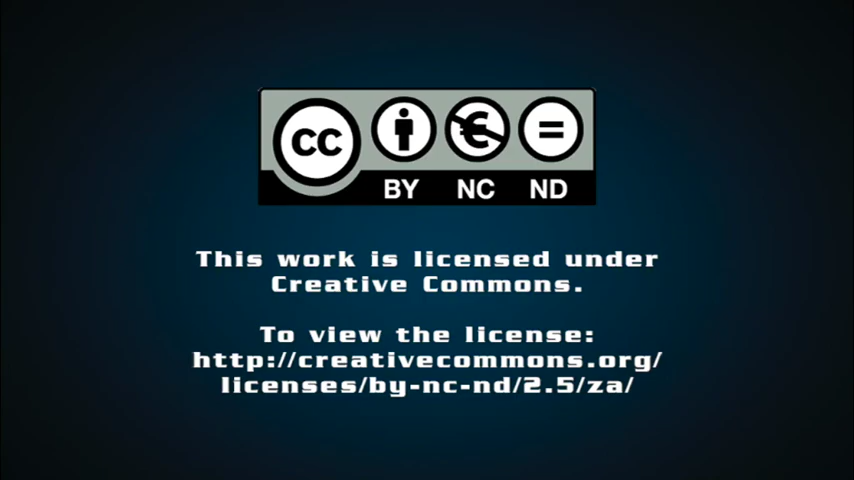 CC
BY NC ND
This work is licensed under
Creative Commons.
To view the license:
http://creativecommons.org/
licenses/by-nc-nd/2.5/za/